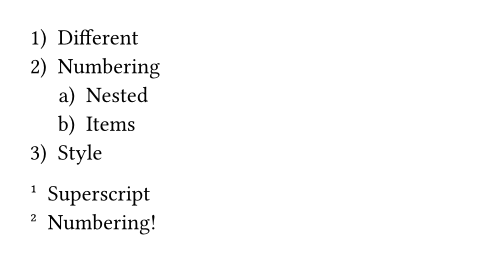 1) Different
2) Numbering
a) Nested
b) Items
3) Style
¹ Superscript
² Numbering!